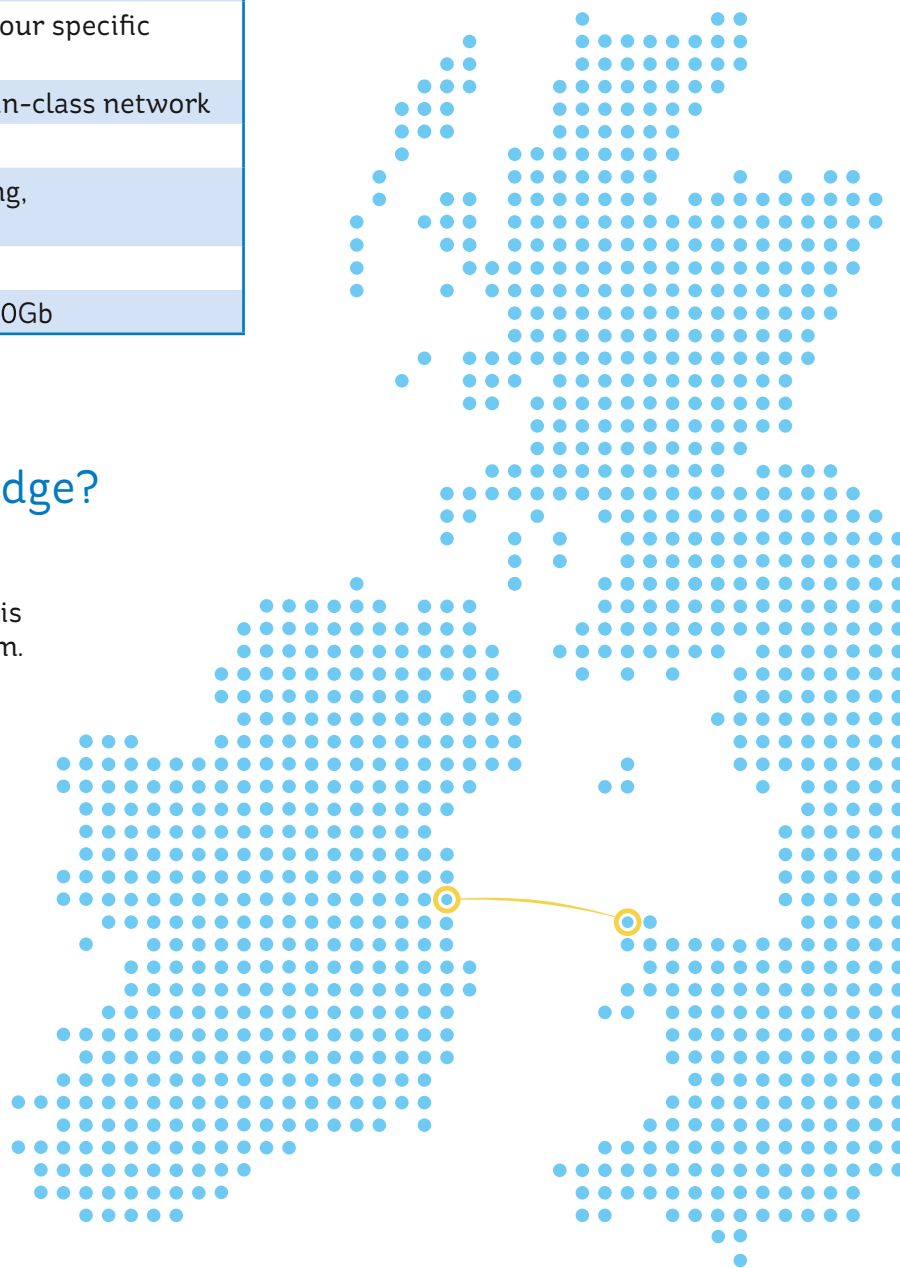 our specific
n-class network
ng,
0Gb
dge?
is
m.